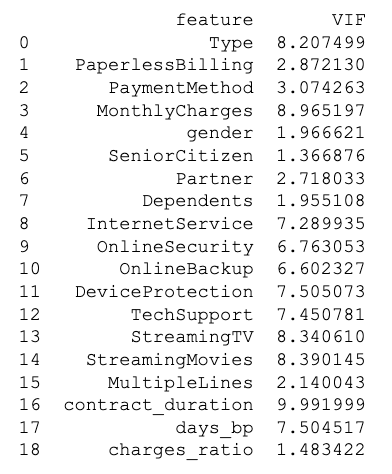 feature VIF
0 Type 8.207499
1 PaperlessBilling 2.872130
2 PaymentMethod 3.074263
3 MonthlyCharges 8.965197
4 gender 1.966621
5 SeniorCitizen 1.366876
6 Partner 2.718033
7 Dependents 1.955108
8 InternetService 7.289935
9 OnlineSecurity 6.763053
10 OnlineBackup 6.602327
11 DeviceProtection 7.505073
12 TechSupport 7.450781
13 StreamingTV 8.340610
14 StreamingMovies 8.390145
15 MultipleLines 2.140043
16 contract_duration 9.991999
17 days_bp 7.504517
18 charges_ratio 1.483422